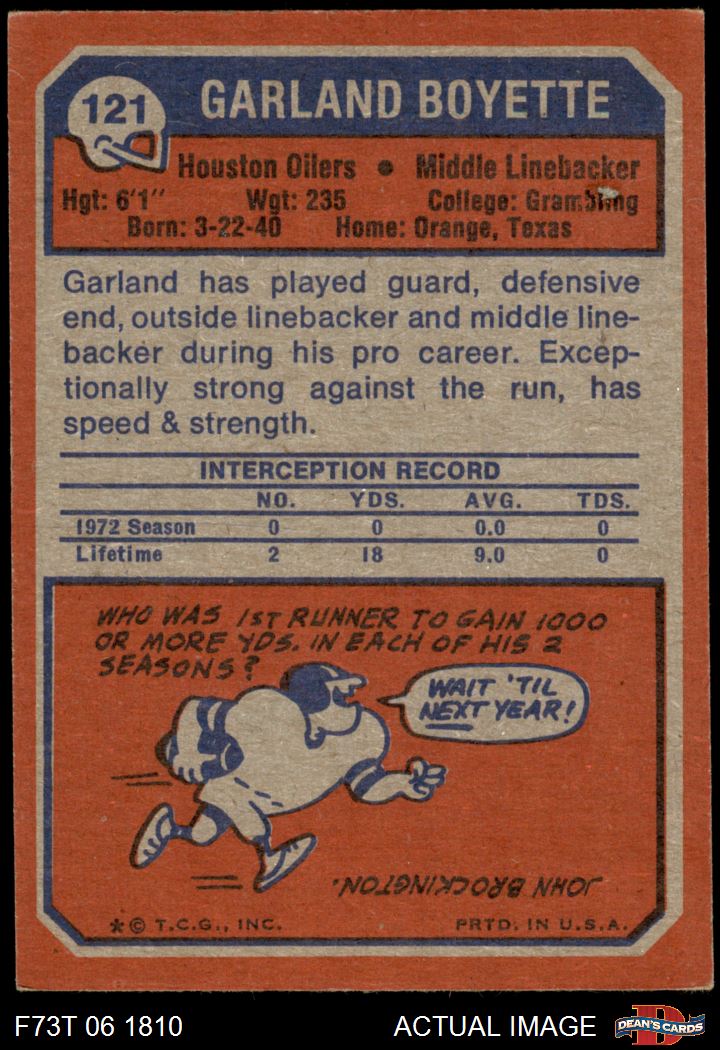 121
GARLAND BOYETTE
Houston Oilers • Middle Linebacker
Hgt: 6'1" Wgt: 235 College: Grambling
Born: 3-22-40 Home: Orange, Texas
Garland has played guard, defensive
end, outside linebacker and middle line-
backer during his pro career. Excep-
tionally strong against the run, has
speed & strength.
INTERCEPTION RECORD
NO. YDS. AVG. TDS.
1972 Season 0 0 0.0 0
Lifetime 2 18 9.0 0
WHO WAS 1ST RUNNER TO GAIN 1000
OR MORE YDS. IN EACH OF HIS 2
SEASONS?
WAIT 'TIL
NEXT YEAR!
JOHN BROCKINGTON.
* © T.C.G., INC. PRTD. IN U.S.A.
F73T 06 1810 ACTUAL IMAGE
D
DEAN'S CARDS